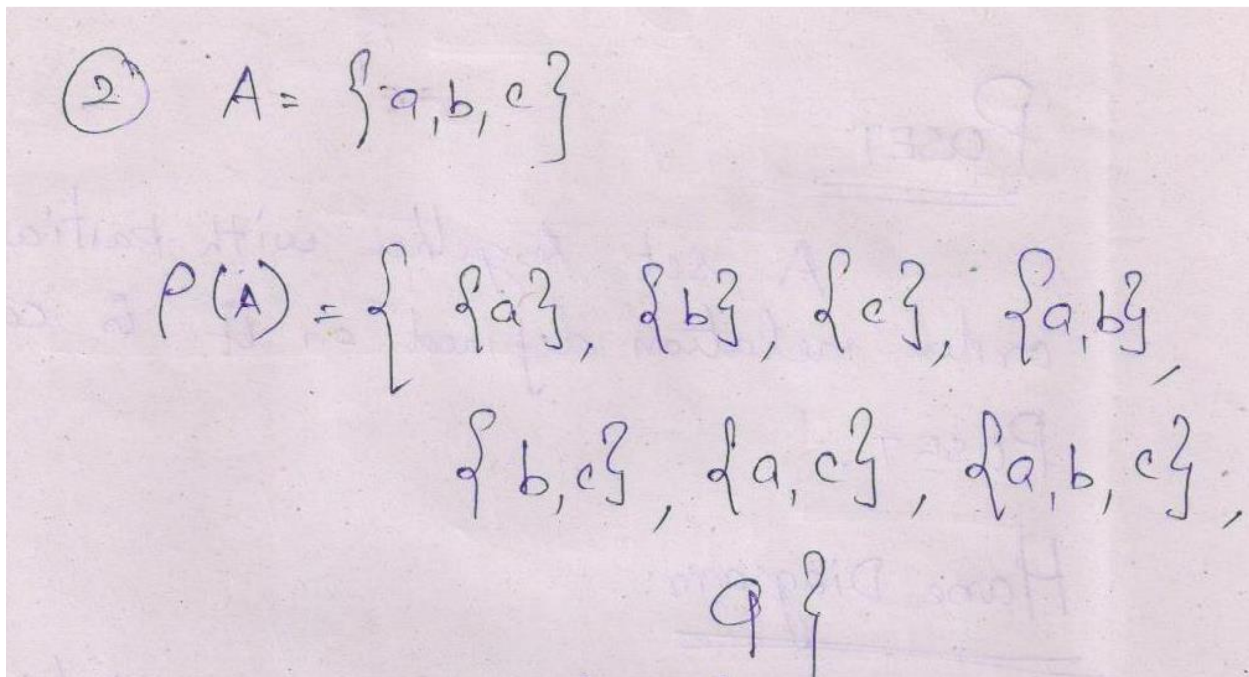 ② A = {a, b, c}
P(A) = { {a}, {b}, {c}, {a,b},
{b,c}, {a,c}, {a,b,c},
φ }